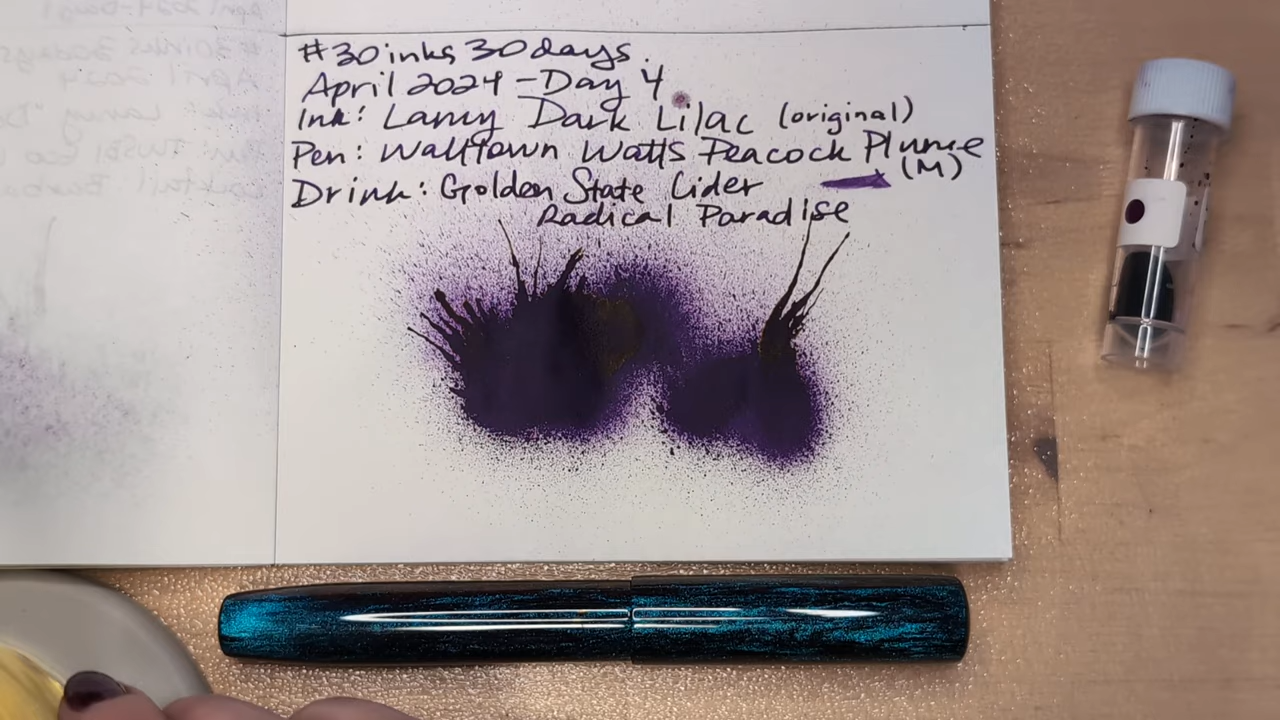 #30inks30days.
April 2024 - Day 4
Ink: Lamy Dark Lilac (original)
Pen: Walltown Watts Peacock Plume
(M)
Drink: Golden State Cider
Radical Paradise